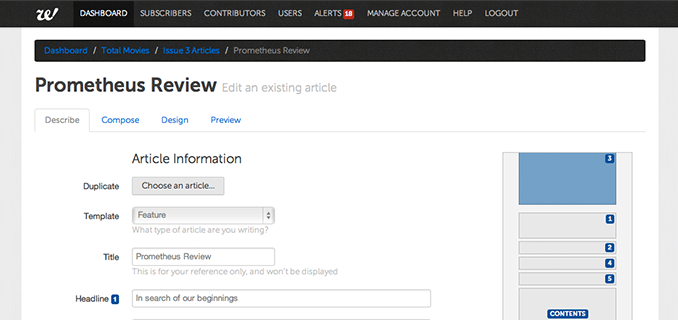 DASHBOARD SUBSCRIBERS CONTRIBUTORS USERS ALERTS 18 MANAGE ACCOUNT HELP LOGOUT
Dashboard / Total Movies / Issue 3 Articles / Prometheus Review
Prometheus Review Edit an existing article
Describe Compose Design Preview
Article Information
3
Duplicate Choose an article...
Template Feature
1
What type of article are you writing?
2
Title Prometheus Review
4
This is for your reference only, and won't be displayed
5
Headline 1 In search of our beginnings
CONTENTS